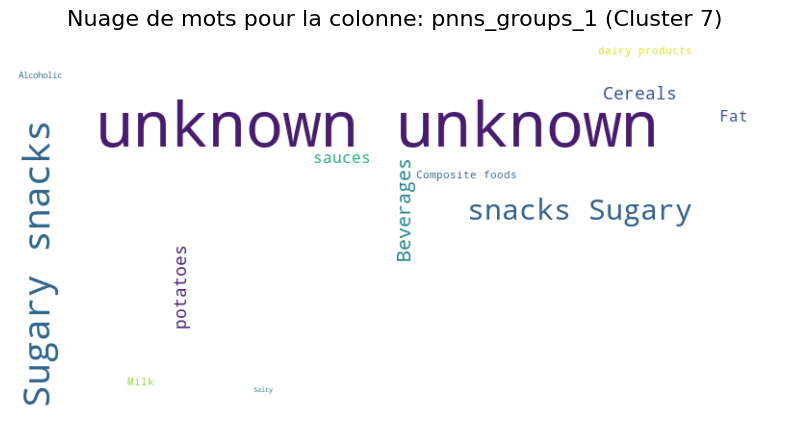 Nuage de mots pour la colonne: pnns_groups_1 (Cluster 7)
dairy products
Alcoholic
Cereals
unknown unknown
Fat
sauces
Sugary snacks
Beverages
Composite foods
snacks Sugary
potatoes
Milk
Salty